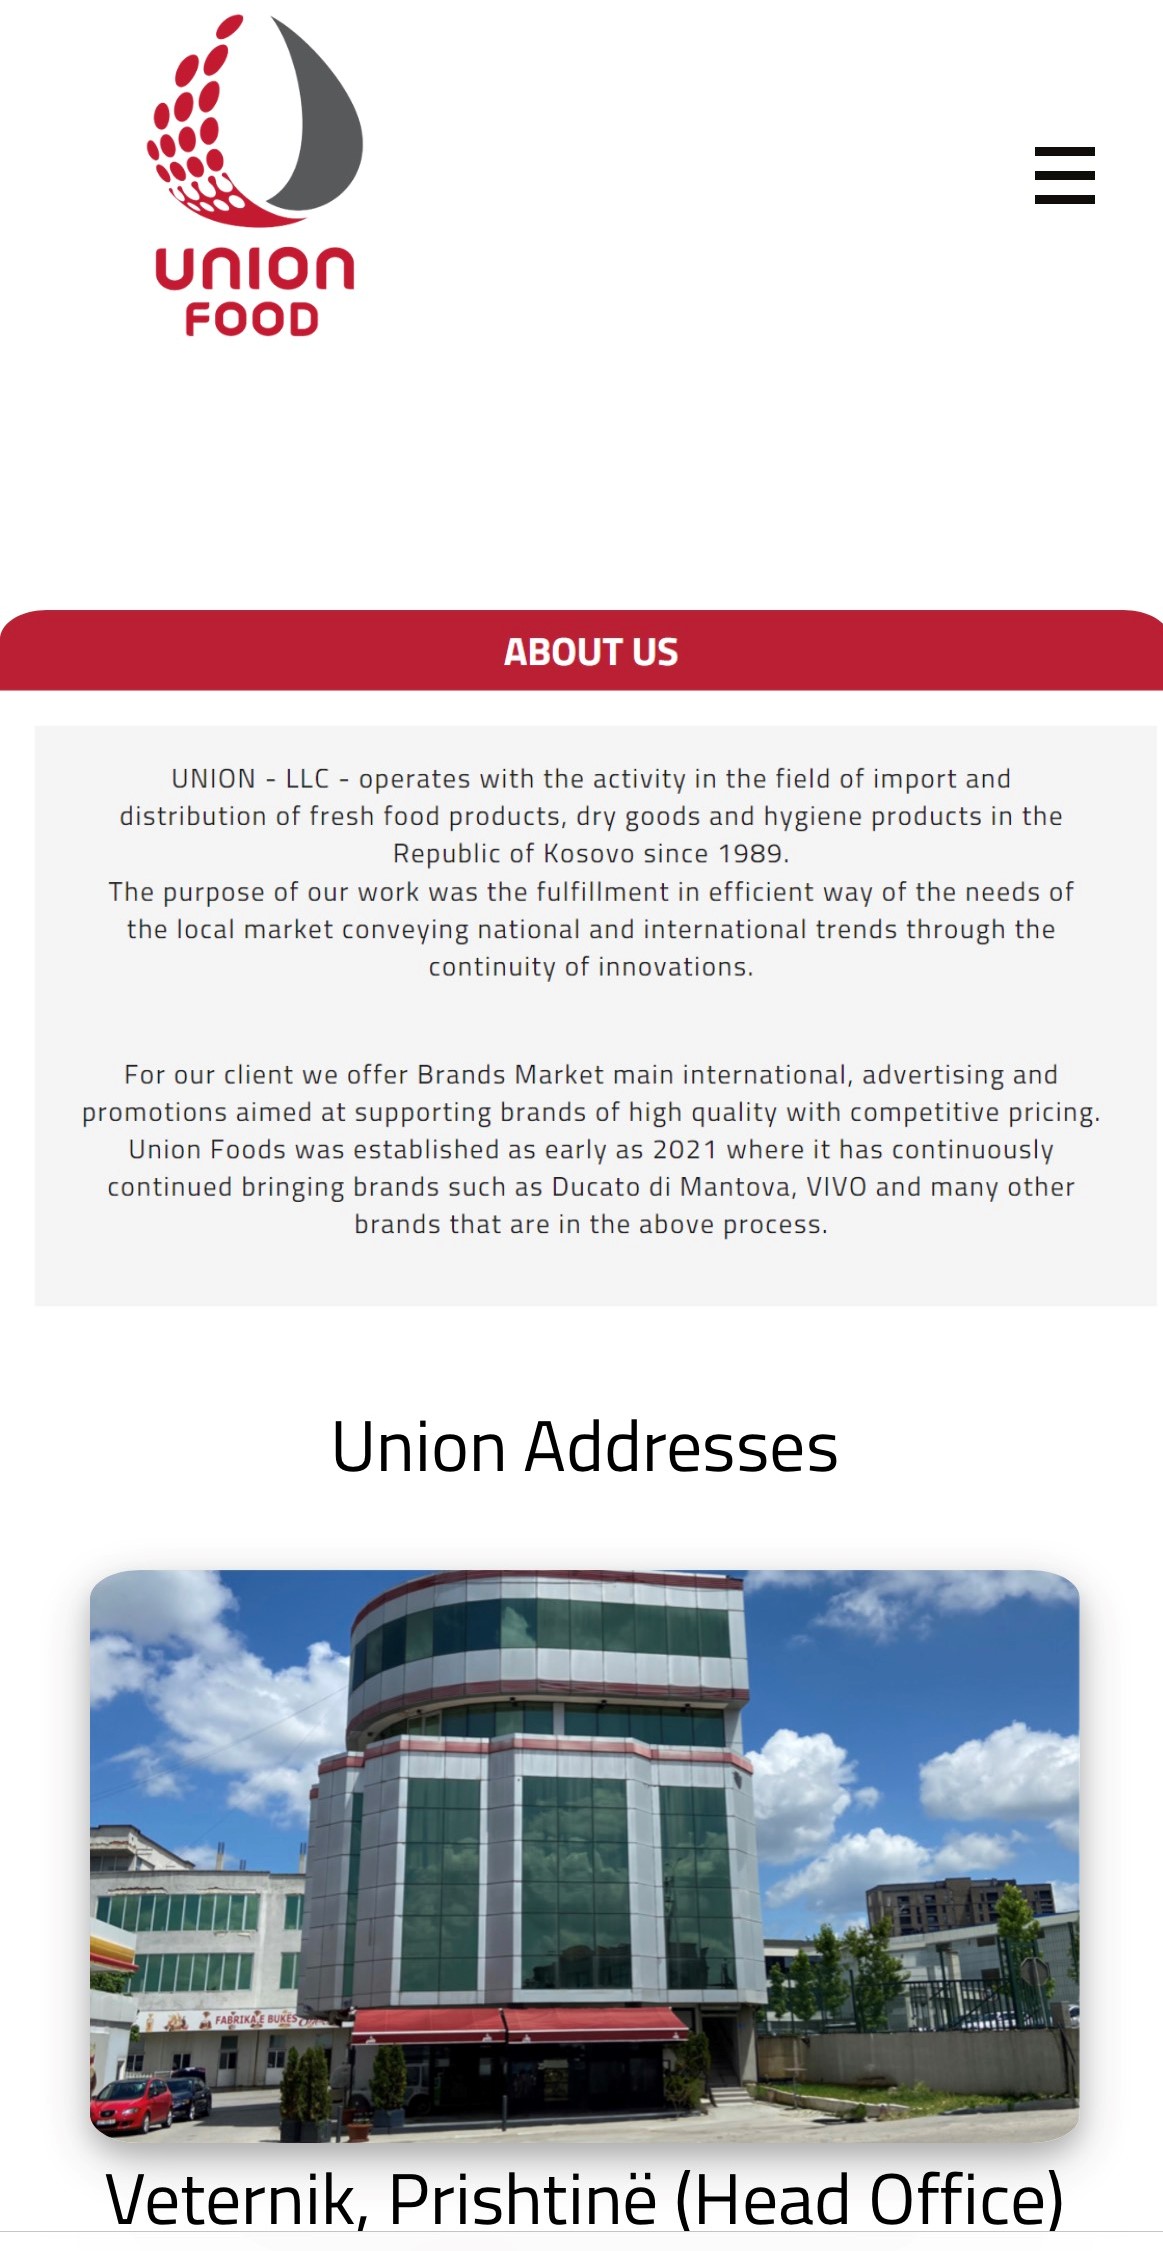 UNION
FOOD
ABOUT US
UNION - LLC - operates with the activity in the field of import and
distribution of fresh food products, dry goods and hygiene products in the
Republic of Kosovo since 1989.
The purpose of our work was the fulfillment in efficient way of the needs of
the local market conveying national and international trends through the
continuity of innovations.
For our client we offer Brands Market main international, advertising and
promotions aimed at supporting brands of high quality with competitive pricing.
Union Foods was established as early as 2021 where it has continuously
continued bringing brands such as Ducato di Mantova, VIVO and many other
brands that are in the above process.
Union Addresses
FABRIKA E BUKËS
Veternik, Prishtinë (Head Office)